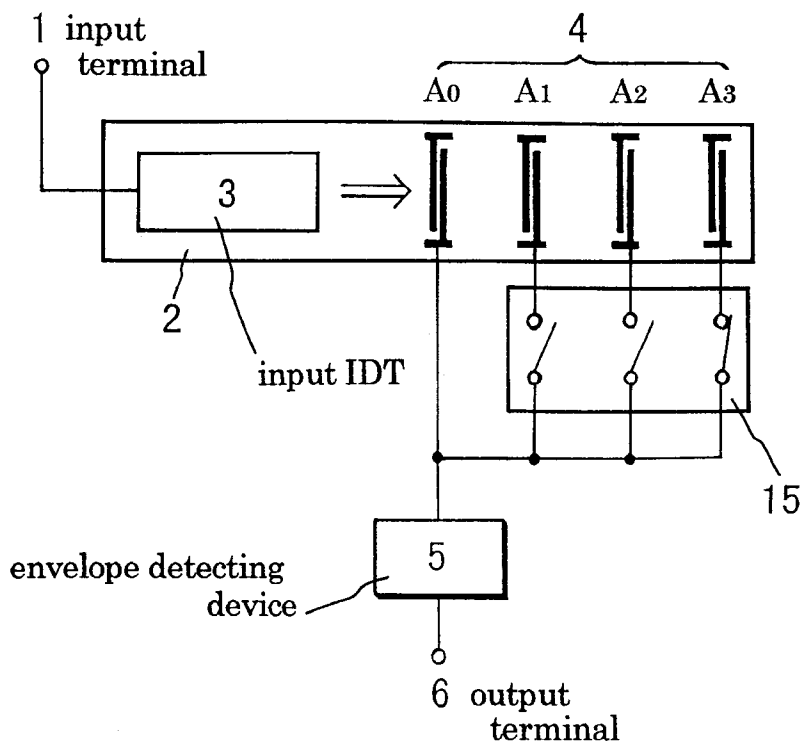 1 input
terminal
4
A0 A1 A2 A3
3
2
input IDT
15
5
envelope detecting
device
6 output
terminal